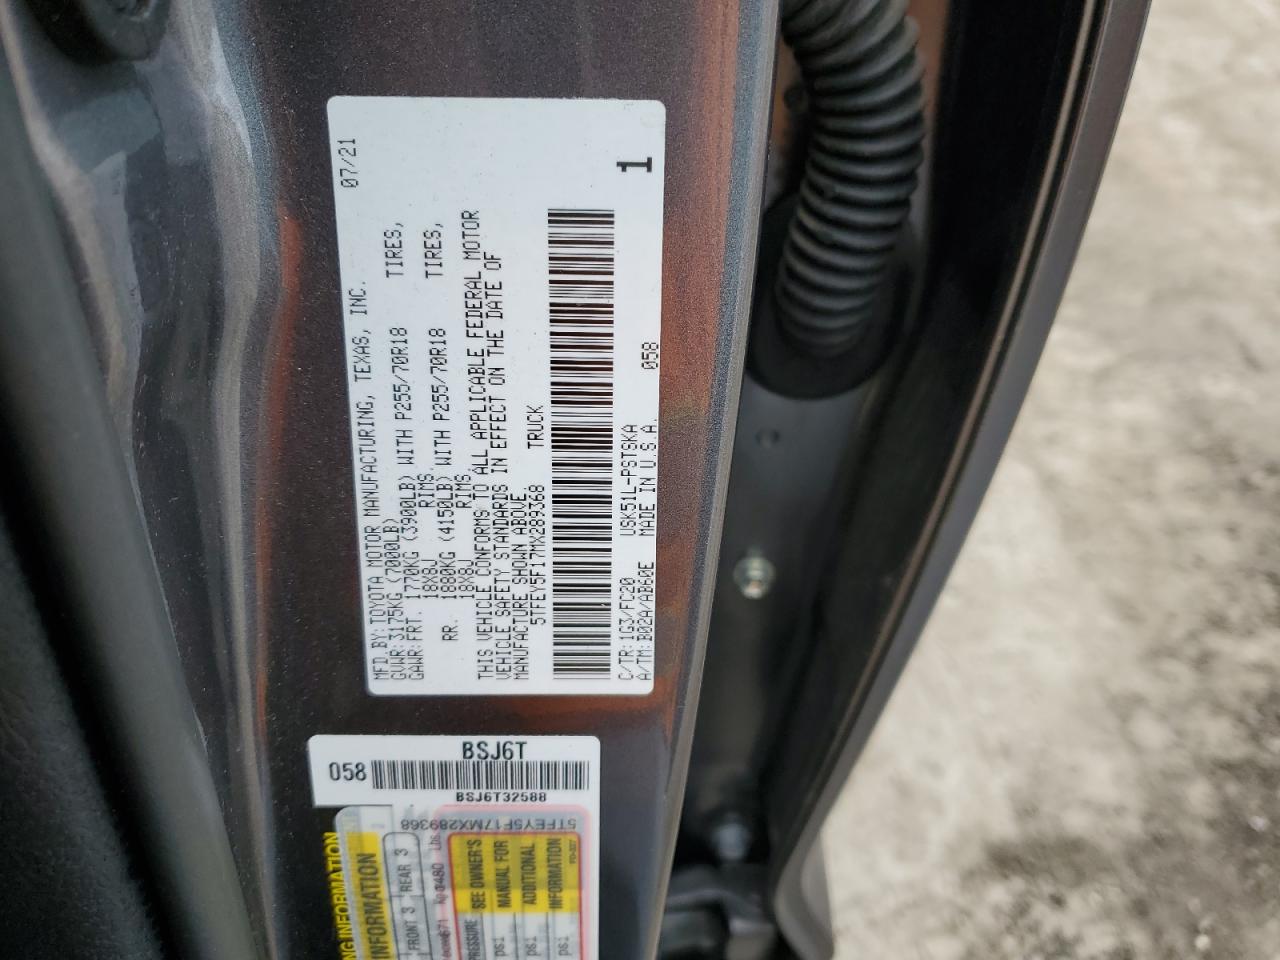 MFD.BY:TOYOTA MOTOR MANUFACTURING, TEXAS, INC. 07/21
GVWR:3175KG (7000LB)
GAWR:FRT. 1770KG (3900LB) WITH P255/70R18 TIRES,
18X8J RIMS
RR. 1880KG (4150LB) WITH P255/70R18 TIRES,
18X8J RIMS.
THIS VEHICLE CONFORMS TO ALL APPLICABLE FEDERAL MOTOR
VEHICLE SAFETY STANDARDS IN EFFECT ON THE DATE OF
MANUFACTURE SHOWN ABOVE.
5TFEY5F17MX289368 TRUCK
1
C/TR:1G3/FC20 USK51L-PSTSKA 058
A/TM:B02A/AB60E MADE IN U.S.A.
BSJ6T
058
BSJ6T32588
5TFEY5F17MX289368
INFORMATION
INFORMATION
FRONT 3 REAR 3
PRESSURE SEE OWNER'S
psi MANUAL FOR
psi ADDITIONAL
psi INFORMATION